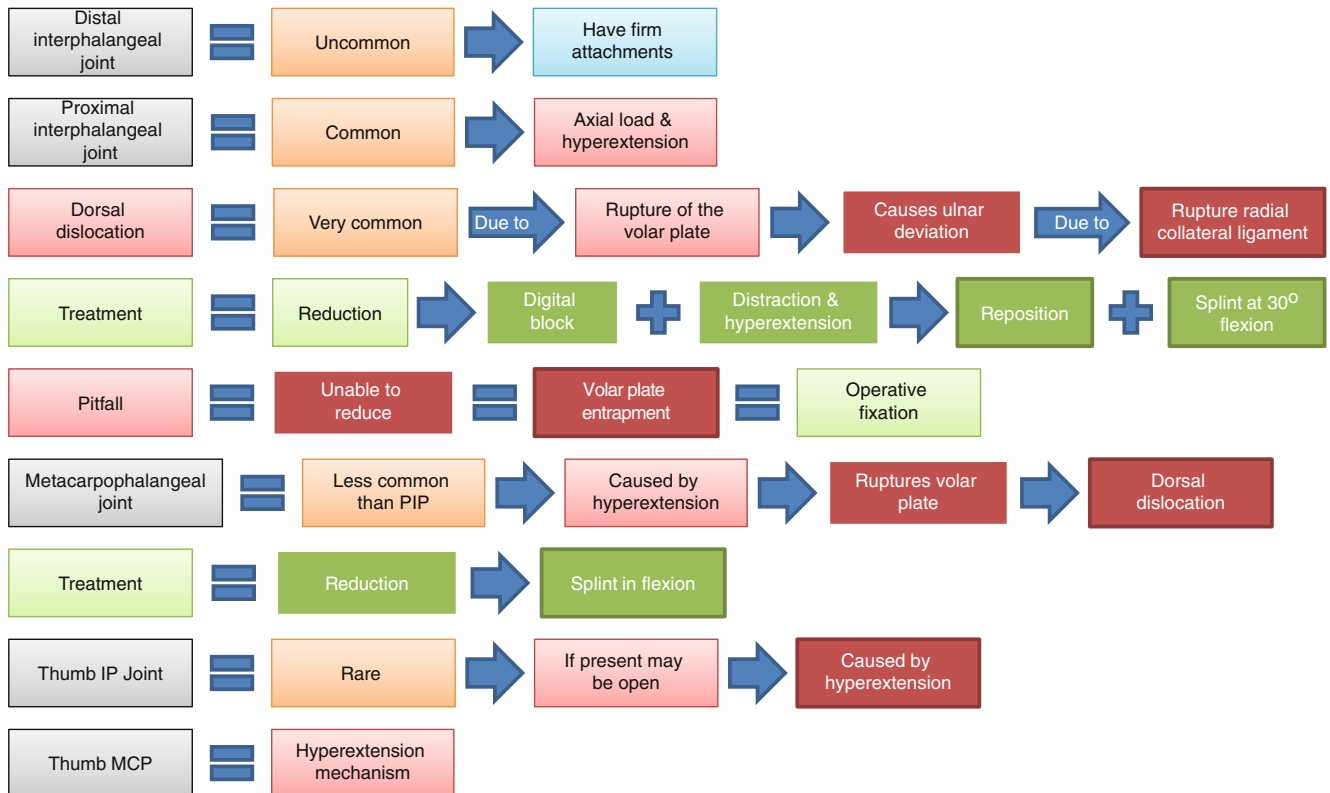 Distal
interphalangeal
joint
Uncommon
Have firm
attachments
Proximal
interphalangeal
joint
Common
Axial load &
hyperextension
Dorsal
dislocation
Very common
Due to
Rupture of the
volar plate
Causes ulnar
deviation
Due to
Rupture radial
collateral ligament
Treatment
Reduction
Digital
block
Distraction &
hyperextension
Reposition
Splint at 30º
flexion
Pitfall
Unable to
reduce
Volar plate
entrapment
Operative
fixation
Metacarpophalangeal
joint
Less common
than PIP
Caused by
hyperextension
Ruptures volar
plate
Dorsal
dislocation
Treatment
Reduction
Splint in flexion
Thumb IP Joint
Rare
If present may
be open
Caused by
hyperextension
Thumb MCP
Hyperextension
mechanism